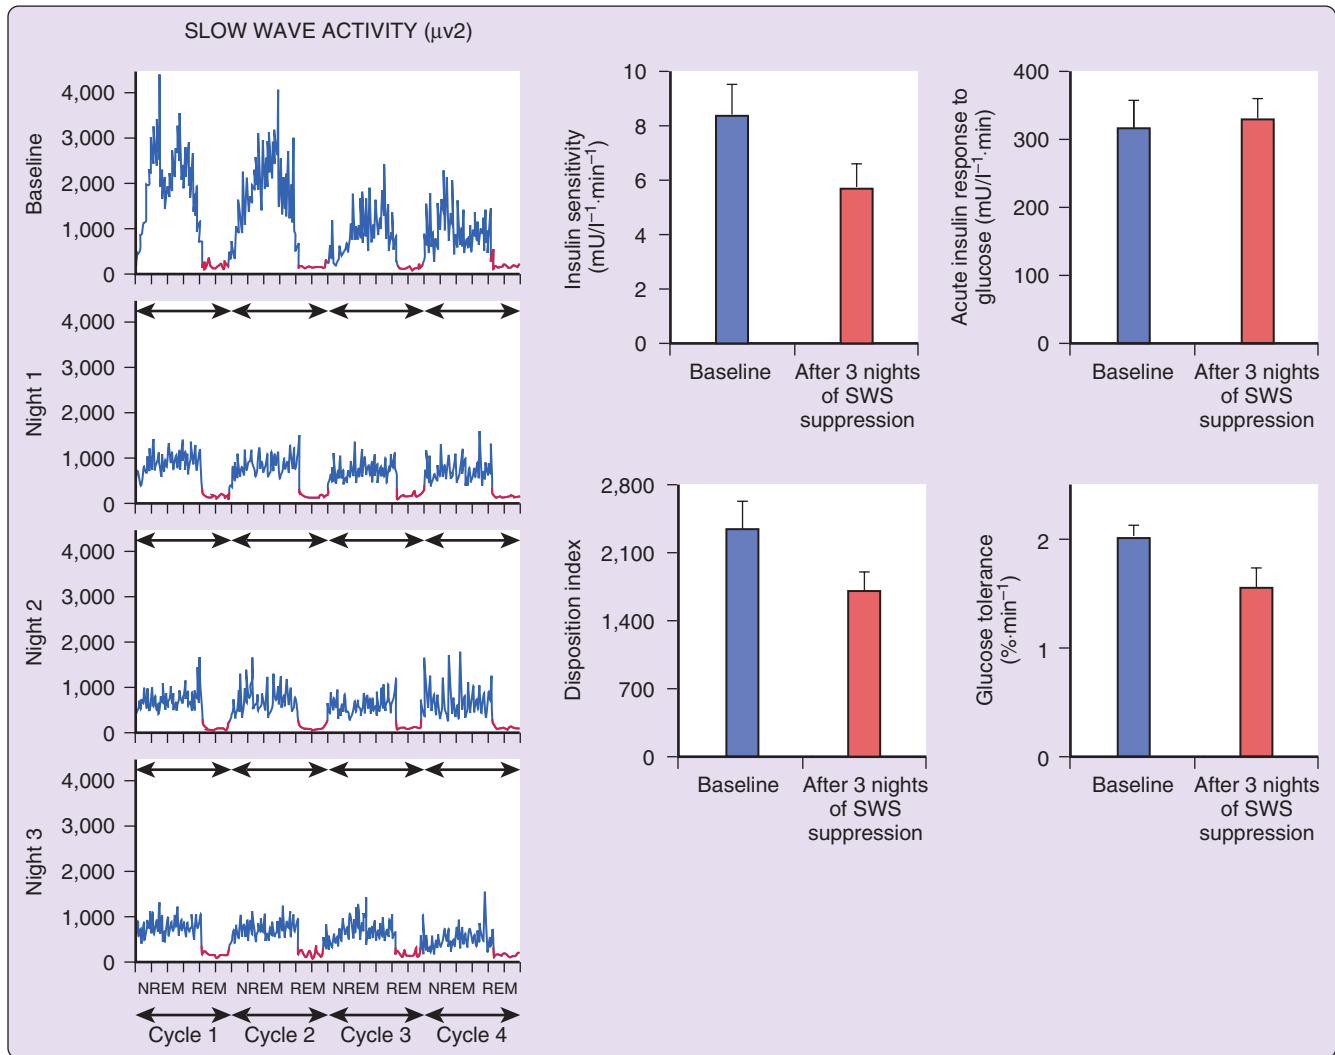 SLOW WAVE ACTIVITY (μv2)
Baseline
4,000
3,000
2,000
1,000
0
Night 1
4,000
3,000
2,000
1,000
0
Night 2
4,000
3,000
2,000
1,000
0
Night 3
4,000
3,000
2,000
1,000
0
NREM REM NREM REM NREM REM NREM REM
Cycle 1 Cycle 2 Cycle 3 Cycle 4
Insulin sensitivity
(mU/l⁻¹·min⁻¹)
10
8
6
4
2
0
Baseline After 3 nights
of SWS
suppression
Acute insulin response to
glucose (mU/l⁻¹·min)
400
300
200
100
0
Baseline After 3 nights
of SWS
suppression
Disposition index
2,800
2,100
1,400
700
0
Baseline After 3 nights
of SWS
suppression
Glucose tolerance
(%·min⁻¹)
2
1
0
Baseline After 3 nights
of SWS
suppression